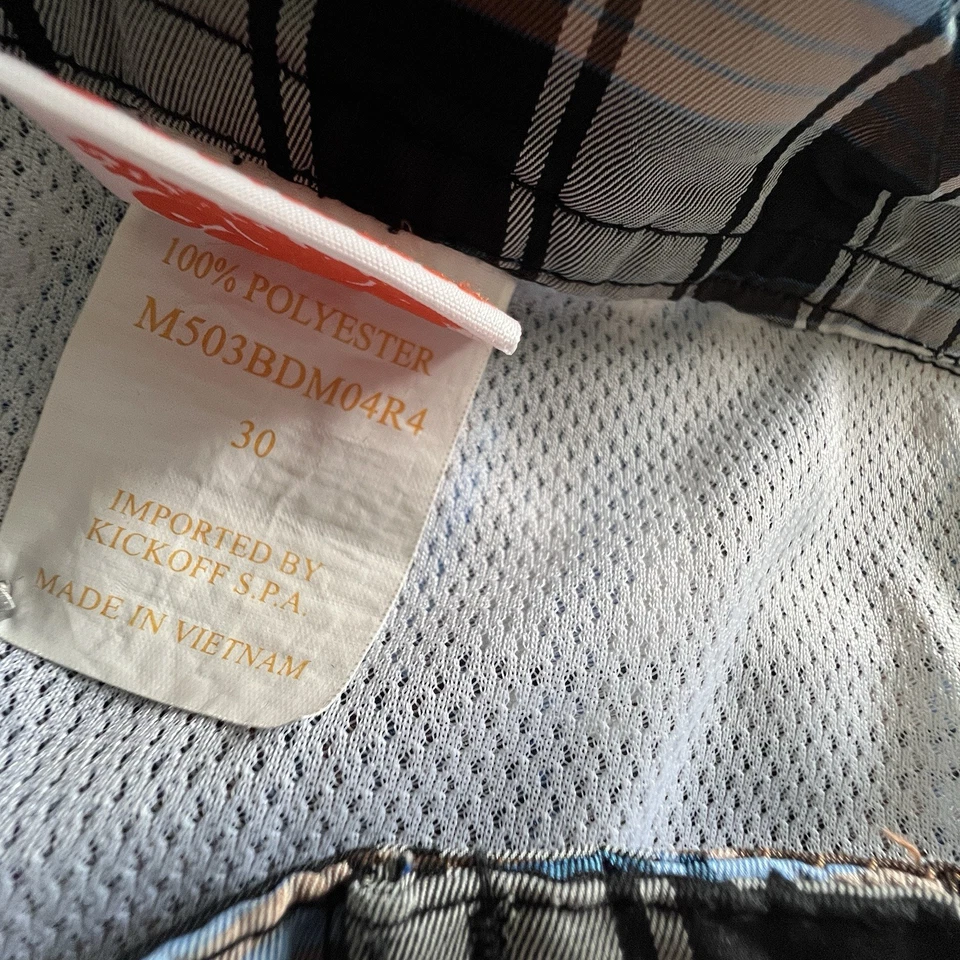 100% POLYESTER
M503BDM04R4
30
IMPORTED BY
KICKOFF S.P.A.
MADE IN VIETNAM